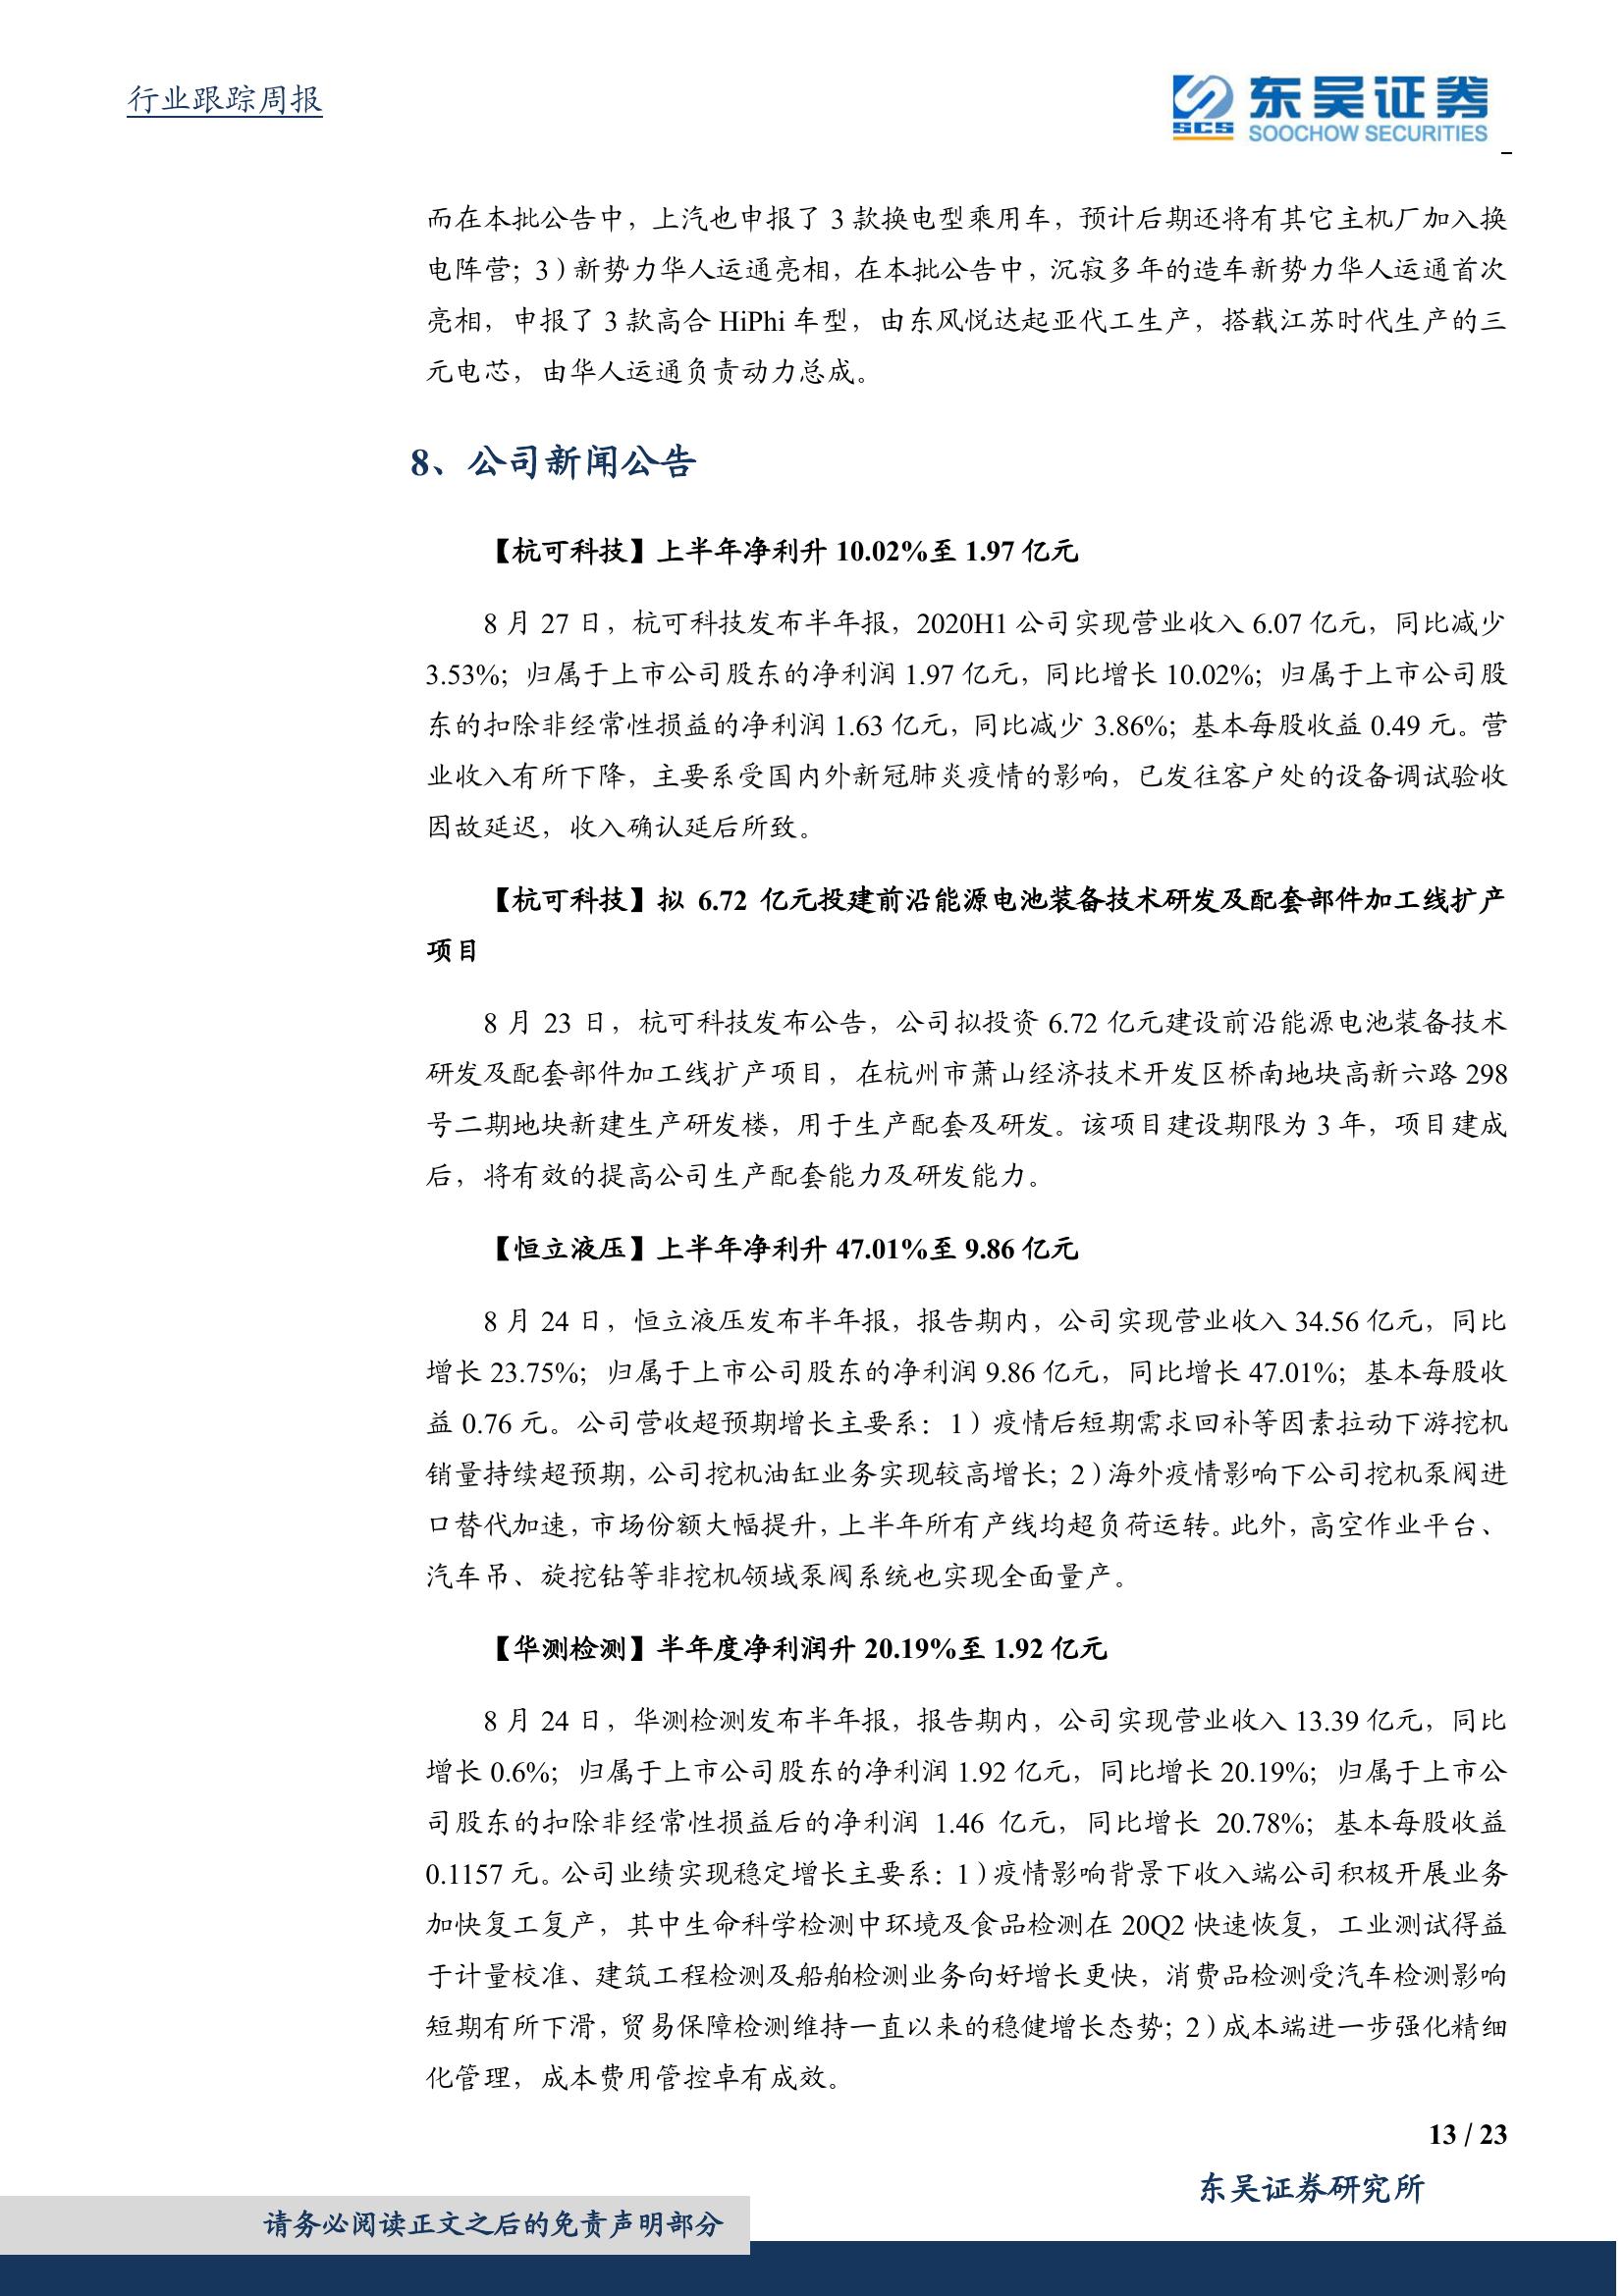 行业跟踪周报
SCS
东吴证券
SOOCHOW SECURITIES
而在本批公告中，上汽也申报了 3 款换电型乘用车，预计后期还将有其它主机厂加入换
电阵营；3）新势力华人运通亮相，在本批公告中，沉寂多年的造车新势力华人运通首次
亮相，申报了 3 款高合 HiPhi 车型，由东风悦达起亚代工生产，搭载江苏时代生产的三
元电芯，由华人运通负责动力总成。
8、公司新闻公告
【杭可科技】上半年净利升 10.02%至 1.97 亿元
8 月 27 日，杭可科技发布半年报，2020H1 公司实现营业收入 6.07 亿元，同比减少
3.53%；归属于上市公司股东的净利润 1.97 亿元，同比增长 10.02%；归属于上市公司股
东的扣除非经常性损益的净利润 1.63 亿元，同比减少 3.86%；基本每股收益 0.49 元。营
业收入有所下降，主要系受国内外新冠肺炎疫情的影响，已发往客户处的设备调试验收
因故延迟，收入确认延后所致。
【杭可科技】拟 6.72 亿元投建前沿能源电池装备技术研发及配套部件加工线扩产
项目
8 月 23 日，杭可科技发布公告，公司拟投资 6.72 亿元建设前沿能源电池装备技术
研发及配套部件加工线扩产项目，在杭州市萧山经济技术开发区桥南地块高新六路 298
号二期地块新建生产研发楼，用于生产配套及研发。该项目建设期限为 3 年，项目建成
后，将有效的提高公司生产配套能力及研发能力。
【恒立液压】上半年净利升 47.01%至 9.86 亿元
8 月 24 日，恒立液压发布半年报，报告期内，公司实现营业收入 34.56 亿元，同比
增长 23.75%；归属于上市公司股东的净利润 9.86 亿元，同比增长 47.01%；基本每股收
益 0.76 元。公司营收超预期增长主要系：1）疫情后短期需求回补等因素拉动下游挖机
销量持续超预期，公司挖机油缸业务实现较高增长；2）海外疫情影响下公司挖机泵阀进
口替代加速，市场份额大幅提升，上半年所有产线均超负荷运转。此外，高空作业平台、
汽车吊、旋挖钻等非挖机领域泵阀系统也实现全面量产。
【华测检测】半年度净利润升 20.19%至 1.92 亿元
8 月 24 日，华测检测发布半年报，报告期内，公司实现营业收入 13.39 亿元，同比
增长 0.6%；归属于上市公司股东的净利润 1.92 亿元，同比增长 20.19%；归属于上市公
司股东的扣除非经常性损益后的净利润 1.46 亿元，同比增长 20.78%；基本每股收益
0.1157 元。公司业绩实现稳定增长主要系：1）疫情影响背景下收入端公司积极开展业务
加快复工复产，其中生命科学检测中环境及食品检测在 20Q2 快速恢复，工业测试得益
于计量校准、建筑工程检测及船舶检测业务向好增长更快，消费品检测受汽车检测影响
短期有所下滑，贸易保障检测维持一直以来的稳健增长态势；2）成本端进一步强化精细
化管理，成本费用管控卓有成效。
13 / 23
东吴证券研究所
请务必阅读正文之后的免责声明部分